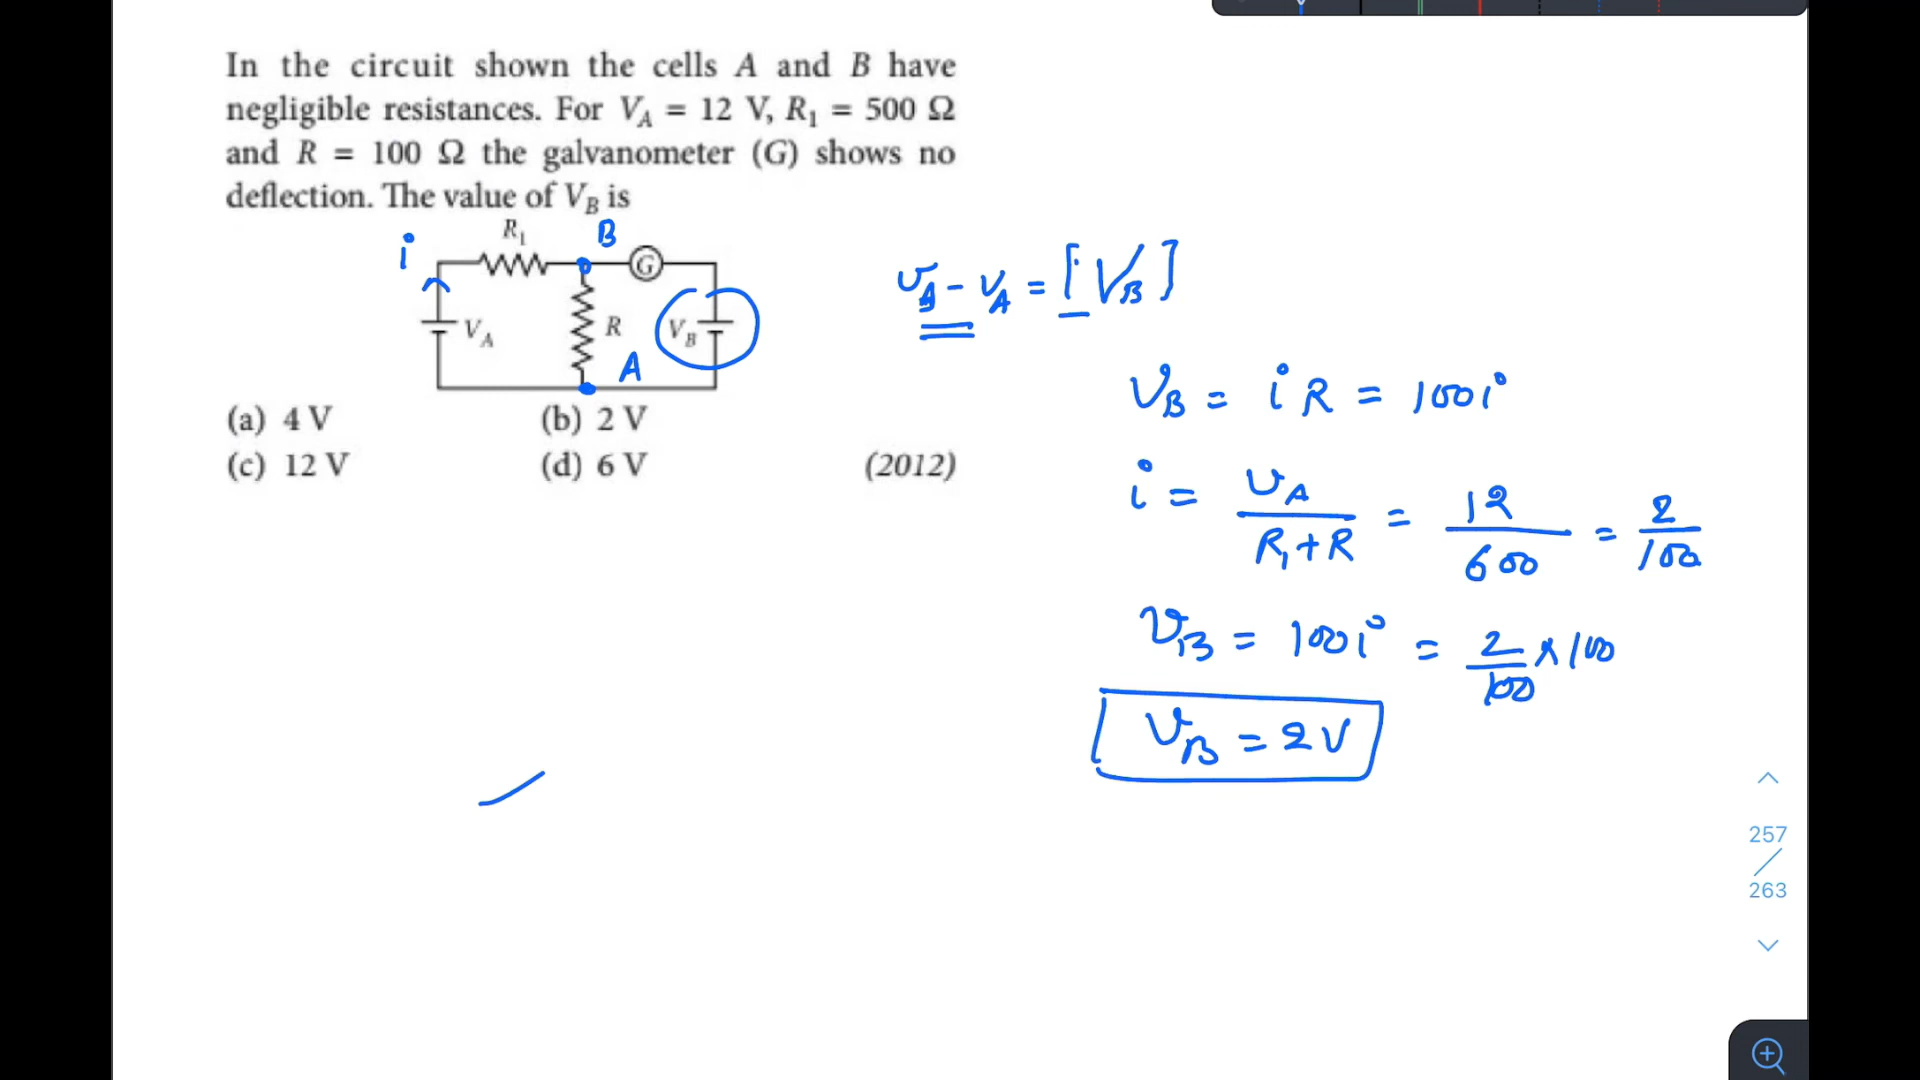 In the circuit shown the cells A and B have
negligible resistances. For V_A = 12 V, R_1 = 500 Ω
and R = 100 Ω the galvanometer (G) shows no
deflection. The value of V_B is
R_1
B
i
G
V_A
R
V_B
A
(a) 4 V (b) 2 V
(c) 12 V (d) 6 V (2012)
- V_A = [V_B]
V_B = iR = 100i
i = V_A / (R_1 + R) = 12 / 600 = 2 / 100
V_B = 100i = 2/100 × 100
V_B = 2V
257
/
263